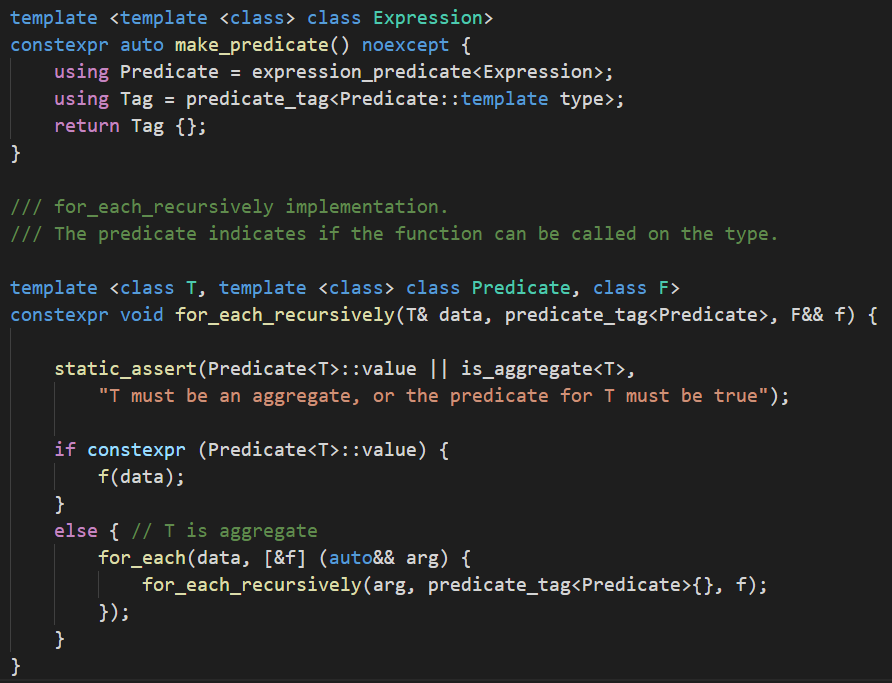 template <template <class> class Expression>
constexpr auto make_predicate() noexcept {
    using Predicate = expression_predicate<Expression>;
    using Tag = predicate_tag<Predicate::template type>;
    return Tag {};
}
/// for_each_recursively implementation.
/// The predicate indicates if the function can be called on the type.
template <class T, template <class> class Predicate, class F>
constexpr void for_each_recursively(T& data, predicate_tag<Predicate>, F&& f) {
    static_assert(Predicate<T>::value || is_aggregate<T>,
        "T must be an aggregate, or the predicate for T must be true");
    if constexpr (Predicate<T>::value) {
        f(data);
    }
    else { // T is aggregate
        for_each(data, [&f] (auto&& arg) {
            for_each_recursively(arg, predicate_tag<Predicate>{}, f);
        });
    }
}